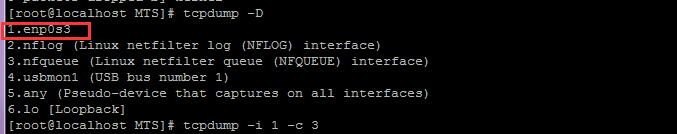 [root@localhost MTS]# tcpdump -D
1.enp0s3
2.nflog (Linux netfilter log (NFLOG) interface)
3.nfqueue (Linux netfilter queue (NFQUEUE) interface)
4.usbmon1 (USB bus number 1)
5.any (Pseudo-device that captures on all interfaces)
6.lo [Loopback]
[root@localhost MTS]# tcpdump -i 1 -c 3